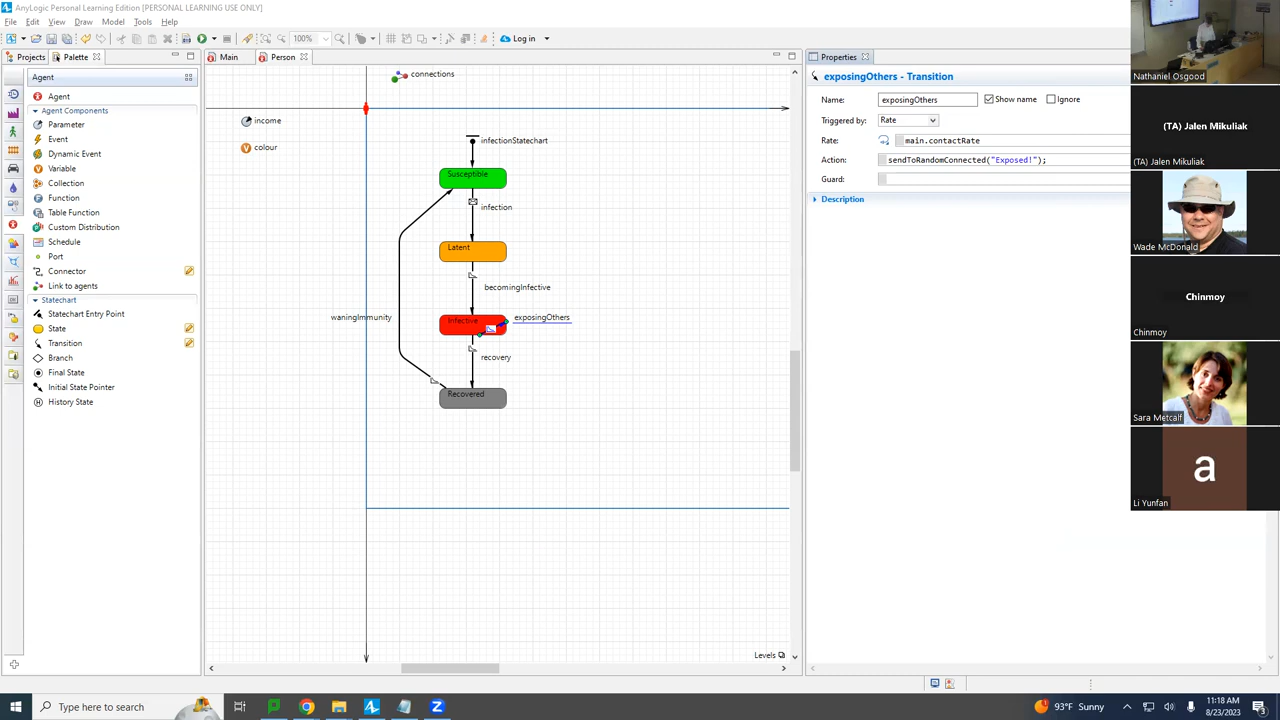 AnyLogic Personal Learning Edition [PERSONAL LEARNING USE ONLY]
File Edit View Draw Model Tools Help
100%
Log in
Projects
Palette
Main
Person
Properties
Agent
Agent
Agent Components
Parameter
Event
Dynamic Event
Variable
Collection
Function
Table Function
Custom Distribution
Schedule
Port
Connector
Link to agents
Statechart
Statechart Entry Point
State
Transition
Branch
Final State
Initial State Pointer
History State
connections
income
colour
infectionStatechart
Susceptible
infection
Latent
becomingInfective
waningImmunity
Infective
exposingOthers
recovery
Recovered
Levels
exposingOthers - Transition
Name:
exposingOthers
Show name
Ignore
Triggered by:
Rate
Rate:
main.contactRate
Action:
sendToRandomConnected("Exposed!");
Guard:
Description
Nathaniel Osgood
(TA) Jalen Mikuliak
(TA) Jalen Mikuliak
Wade McDonald
Chinmoy
Chinmoy
Sara Metcalf
a
Li Yunfan
Type here to search
93°F Sunny
11:18 AM
8/23/2023
3